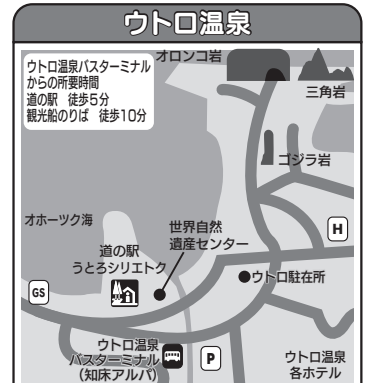 ウトロ温泉
ウトロ温泉バスターミナル
からの所要時間
道の駅 徒歩5分
観光船のりば 徒歩10分
オロンコ岩
三角岩
ゴジラ岩
オホーツク海
世界自然
遺産センター
H
道の駅
うとろシリエトク
ウトロ駐在所
GS
ウトロ温泉
バスターミナル
(知床アルパ)
P
ウトロ温泉
各ホテル